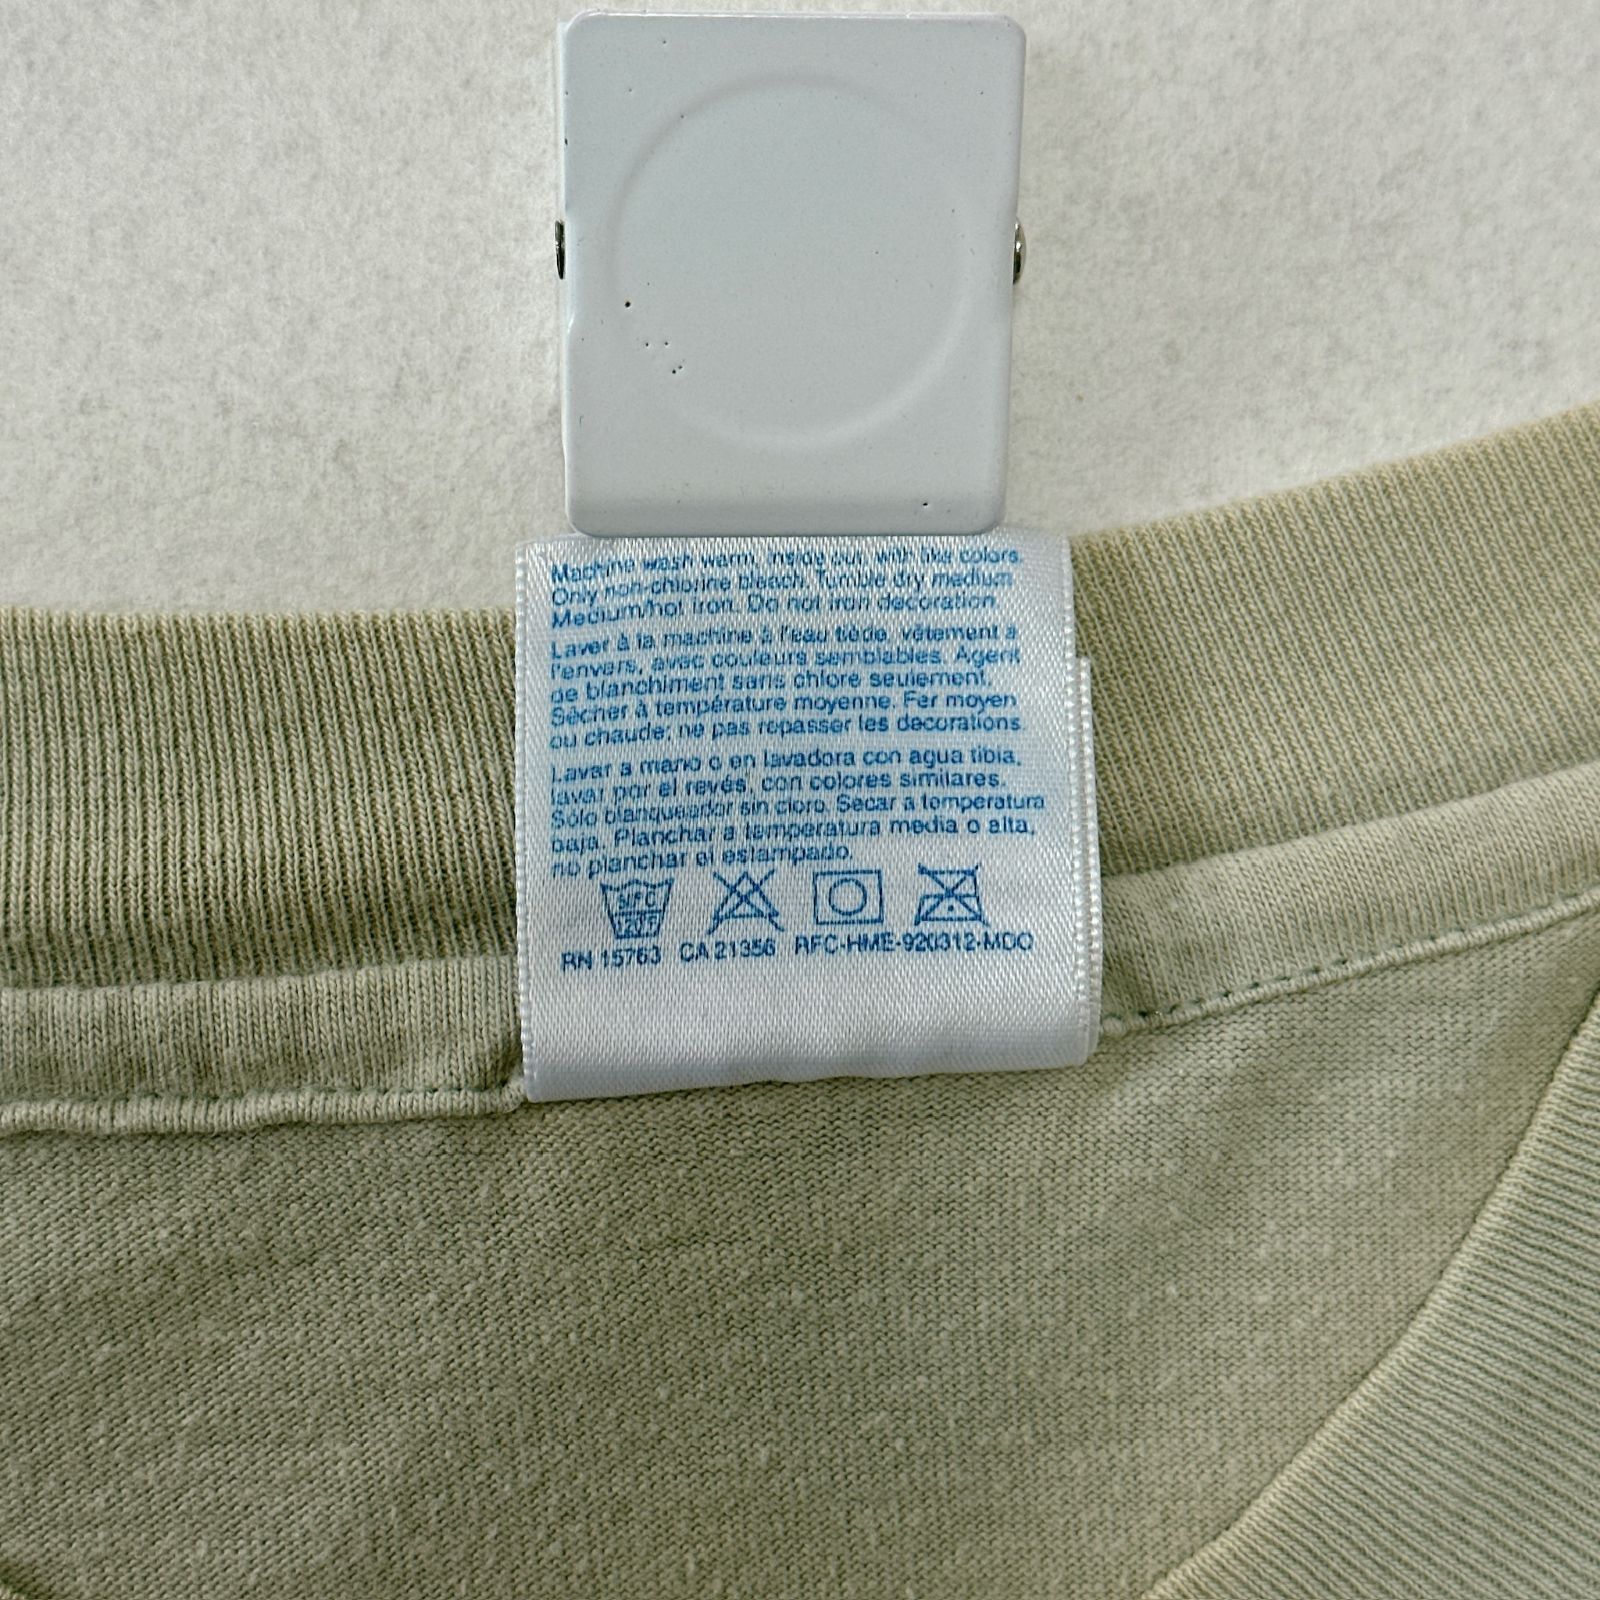 Machine wash warm, inside out, with like colors.
Only non-chlorine bleach. Tumble dry medium
Medium/hot iron. Do not iron decoration.
Laver à la machine à l'eau tiède, vêtement à
l'envers, avec couleurs semblables. Agent
de blanchiment sans chlore seulement.
Sécher à température moyenne. Fer moyen
ou chaude; ne pas repasser les decorations.
Lavar a mano o en lavadora con agua tibia,
lavar por el revés, con colores similares.
Sólo blanqueador sin cloro. Secar a temperatura
baja. Planchar a temperatura media o alta,
no planchar el estampado.
RN 15763 CA 21356 RFC-HME-920312-MDO